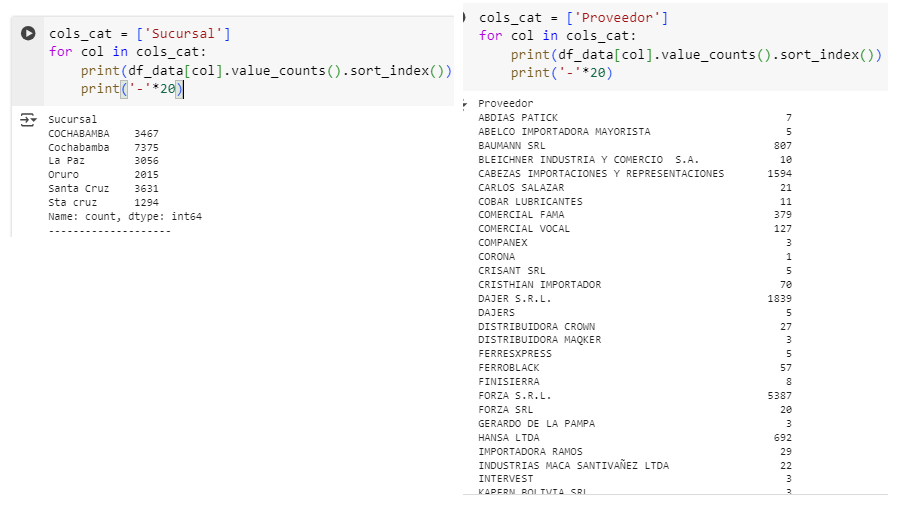 cols_cat = ['Sucursal']
for col in cols_cat:
    print(df_data[col].value_counts().sort_index())
    print('-'*20)
Sucursal
COCHABAMBA    3467
Cochabamba    7375
La Paz        3056
Oruro         2015
Santa Cruz    3631
Sta cruz      1294
Name: count, dtype: int64
--------------------
cols_cat = ['Proveedor']
for col in cols_cat:
    print(df_data[col].value_counts().sort_index())
    print('-'*20)
Proveedor
ABDIAS PATICK 7
ABELCO IMPORTADORA MAYORISTA 5
BAUMANN SRL 807
BLEICHNER INDUSTRIA Y COMERCIO  S.A. 10
CABEZAS IMPORTACIONES Y REPRESENTACIONES 1594
CARLOS SALAZAR 21
COBAR LUBRICANTES 11
COMERCIAL FAMA 379
COMERCIAL VOCAL 127
COMPANEX 3
CORONA 1
CRISANT SRL 5
CRISTHIAN IMPORTADOR 70
DAJER S.R.L. 1839
DAJERS 5
DISTRIBUIDORA CROWN 27
DISTRIBUIDORA MAQKER 3
FERRESXPRESS 5
FERROBLACK 57
FINISIERRA 8
FORZA S.R.L. 5387
FORZA SRL 20
GERARDO DE LA PAMPA 3
HANSA LTDA 692
IMPORTADORA RAMOS 29
INDUSTRIAS MACA SANTIVAÑEZ LTDA 22
INTERVEST 3
KAPERN BOLIVIA SRL 3